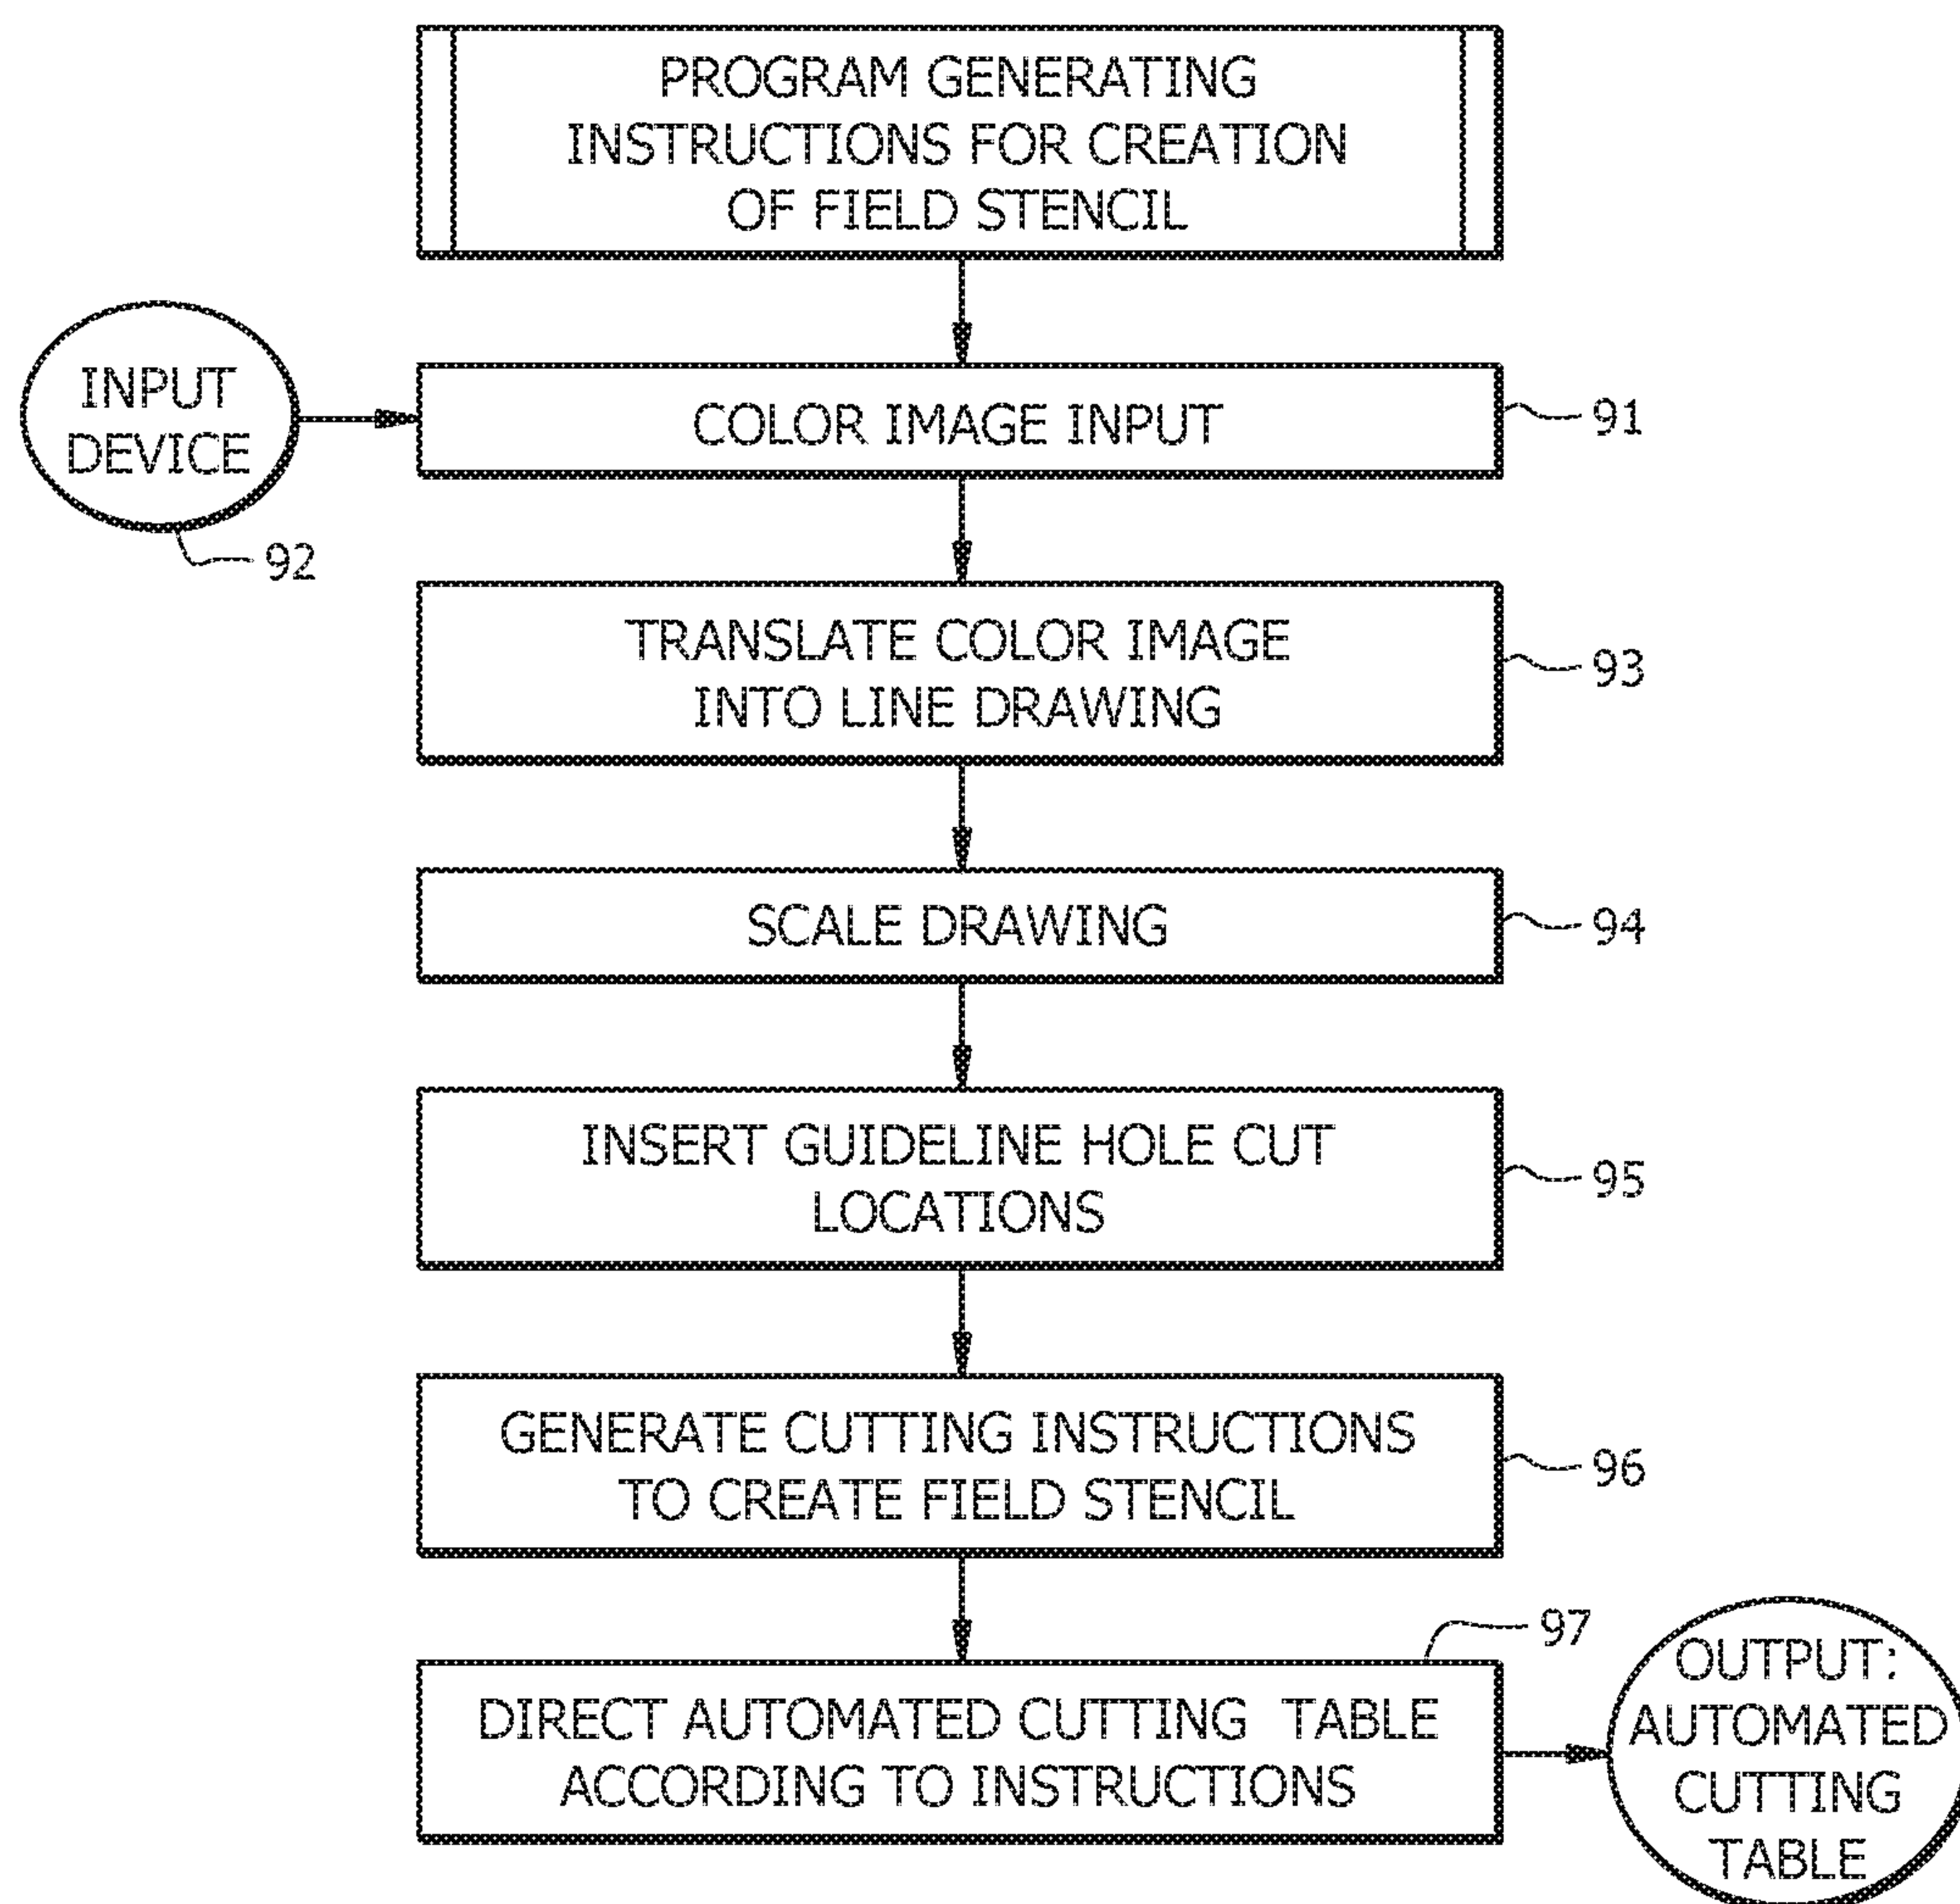 PROGRAM GENERATING
INSTRUCTIONS FOR CREATION
OF FIELD STENCIL
INPUT
DEVICE
92
COLOR IMAGE INPUT
91
TRANSLATE COLOR IMAGE
INTO LINE DRAWING
93
SCALE DRAWING
94
INSERT GUIDELINE HOLE CUT
LOCATIONS
95
GENERATE CUTTING INSTRUCTIONS
TO CREATE FIELD STENCIL
96
97
DIRECT AUTOMATED CUTTING TABLE
ACCORDING TO INSTRUCTIONS
OUTPUT:
AUTOMATED
CUTTING
TABLE